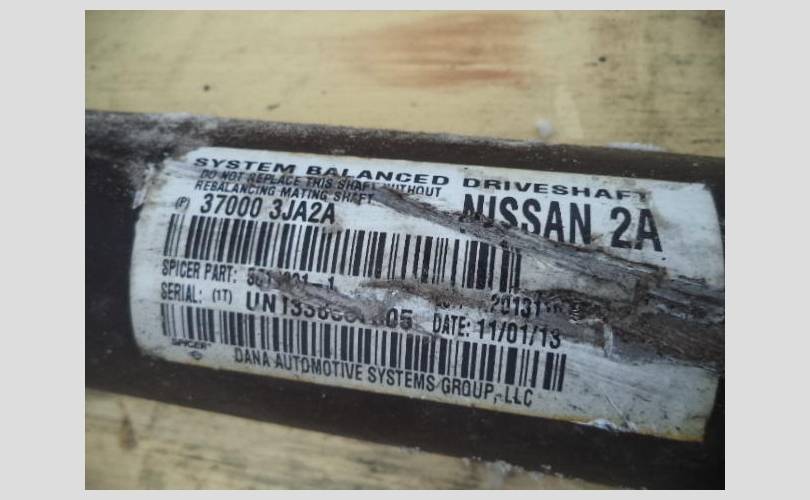 SYSTEM BALANCED DRIVESHAFT
DO NOT REPLACE THIS SHAFT WITHOUT
REBALANCING MATING SHAFT
(P) 37000 3JA2A
NISSAN 2A
SPICER PART:
SERIAL: (1T)
DATE: 11/01/13
SPICER
DANA AUTOMOTIVE SYSTEMS GROUP, LLC